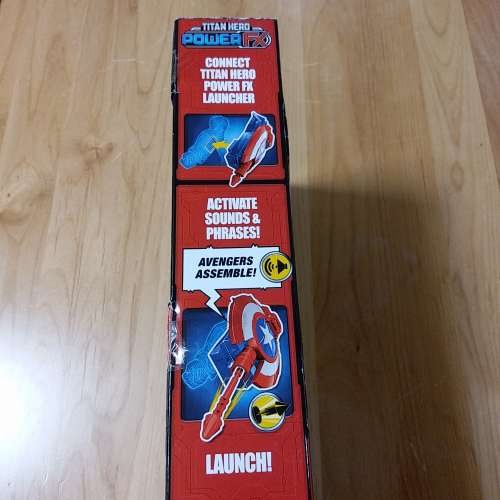 TITAN HERO
POWER FX
CONNECT
TITAN HERO
POWER FX
LAUNCHER
ACTIVATE
SOUNDS &
PHRASES!
AVENGERS
ASSEMBLE!
LAUNCH!